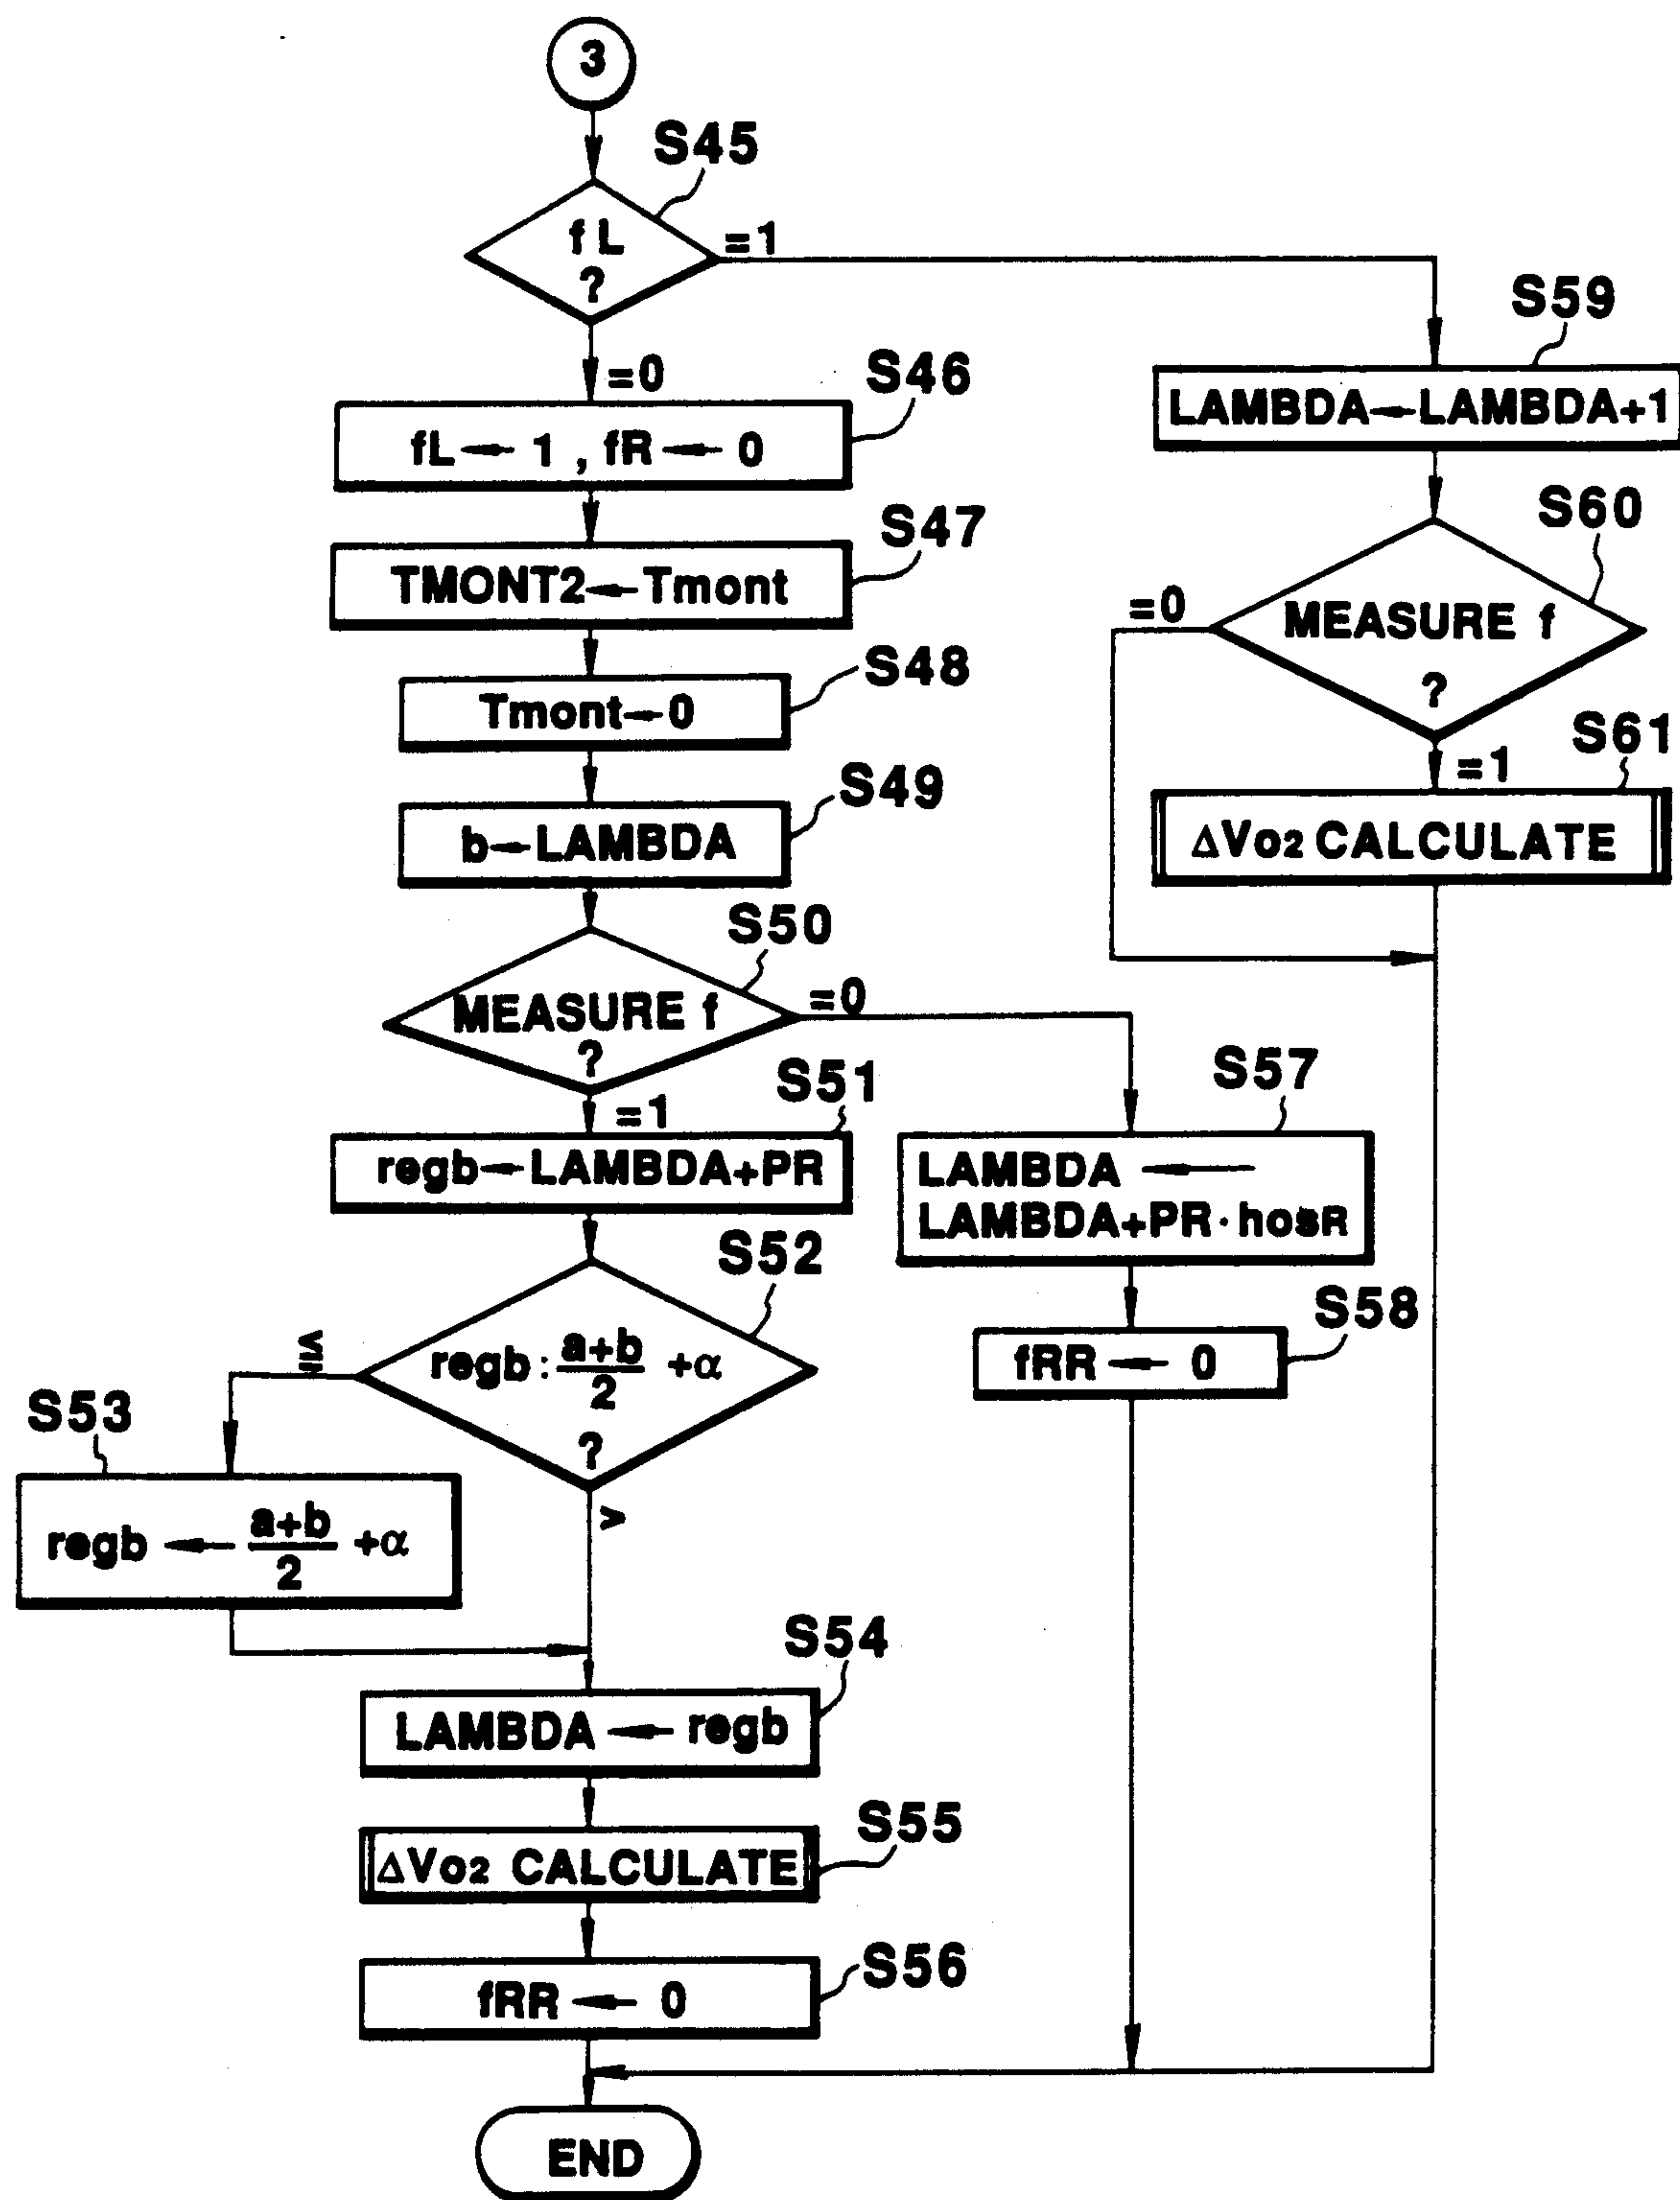 3
S45
fL
?
=1
=0
S46
fL ← 1 , fR ← 0
S47
TMONT2 ← Tmont
S48
Tmont ← 0
S49
b ← LAMBDA
S50
MEASURE f
?
=0
=1
S51
regb ← LAMBDA+PR
S52
regb : a+b/2 +α
?
≤
>
S53
regb ← a+b/2 +α
S54
LAMBDA ← regb
S55
ΔVo2 CALCULATE
S56
fRR ← 0
END
S57
LAMBDA ←
LAMBDA+PR·hosR
S58
fRR ← 0
S59
LAMBDA ← LAMBDA+1
S60
MEASURE f
?
=0
=1
S61
ΔVo2 CALCULATE